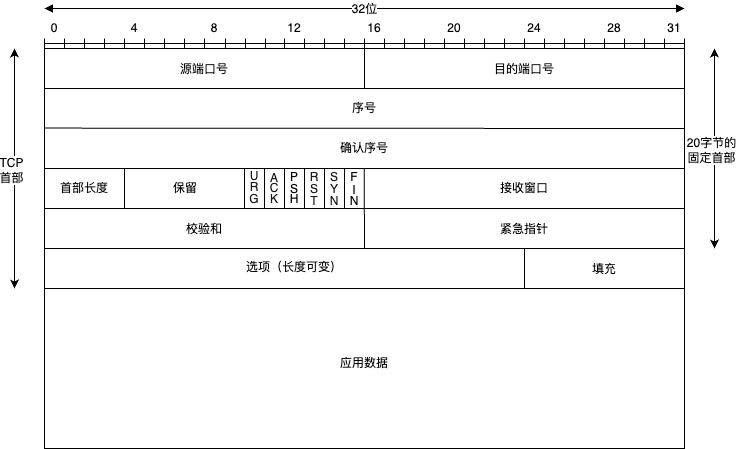 32位
0 4 8 12 16 20 24 28 31
源端口号 目的端口号
序号
确认序号
TCP
首部
20字节的
固定首部
首部长度 保留 URG ACK PSH RST SYN FIN 接收窗口
校验和 紧急指针
选项（长度可变） 填充
应用数据